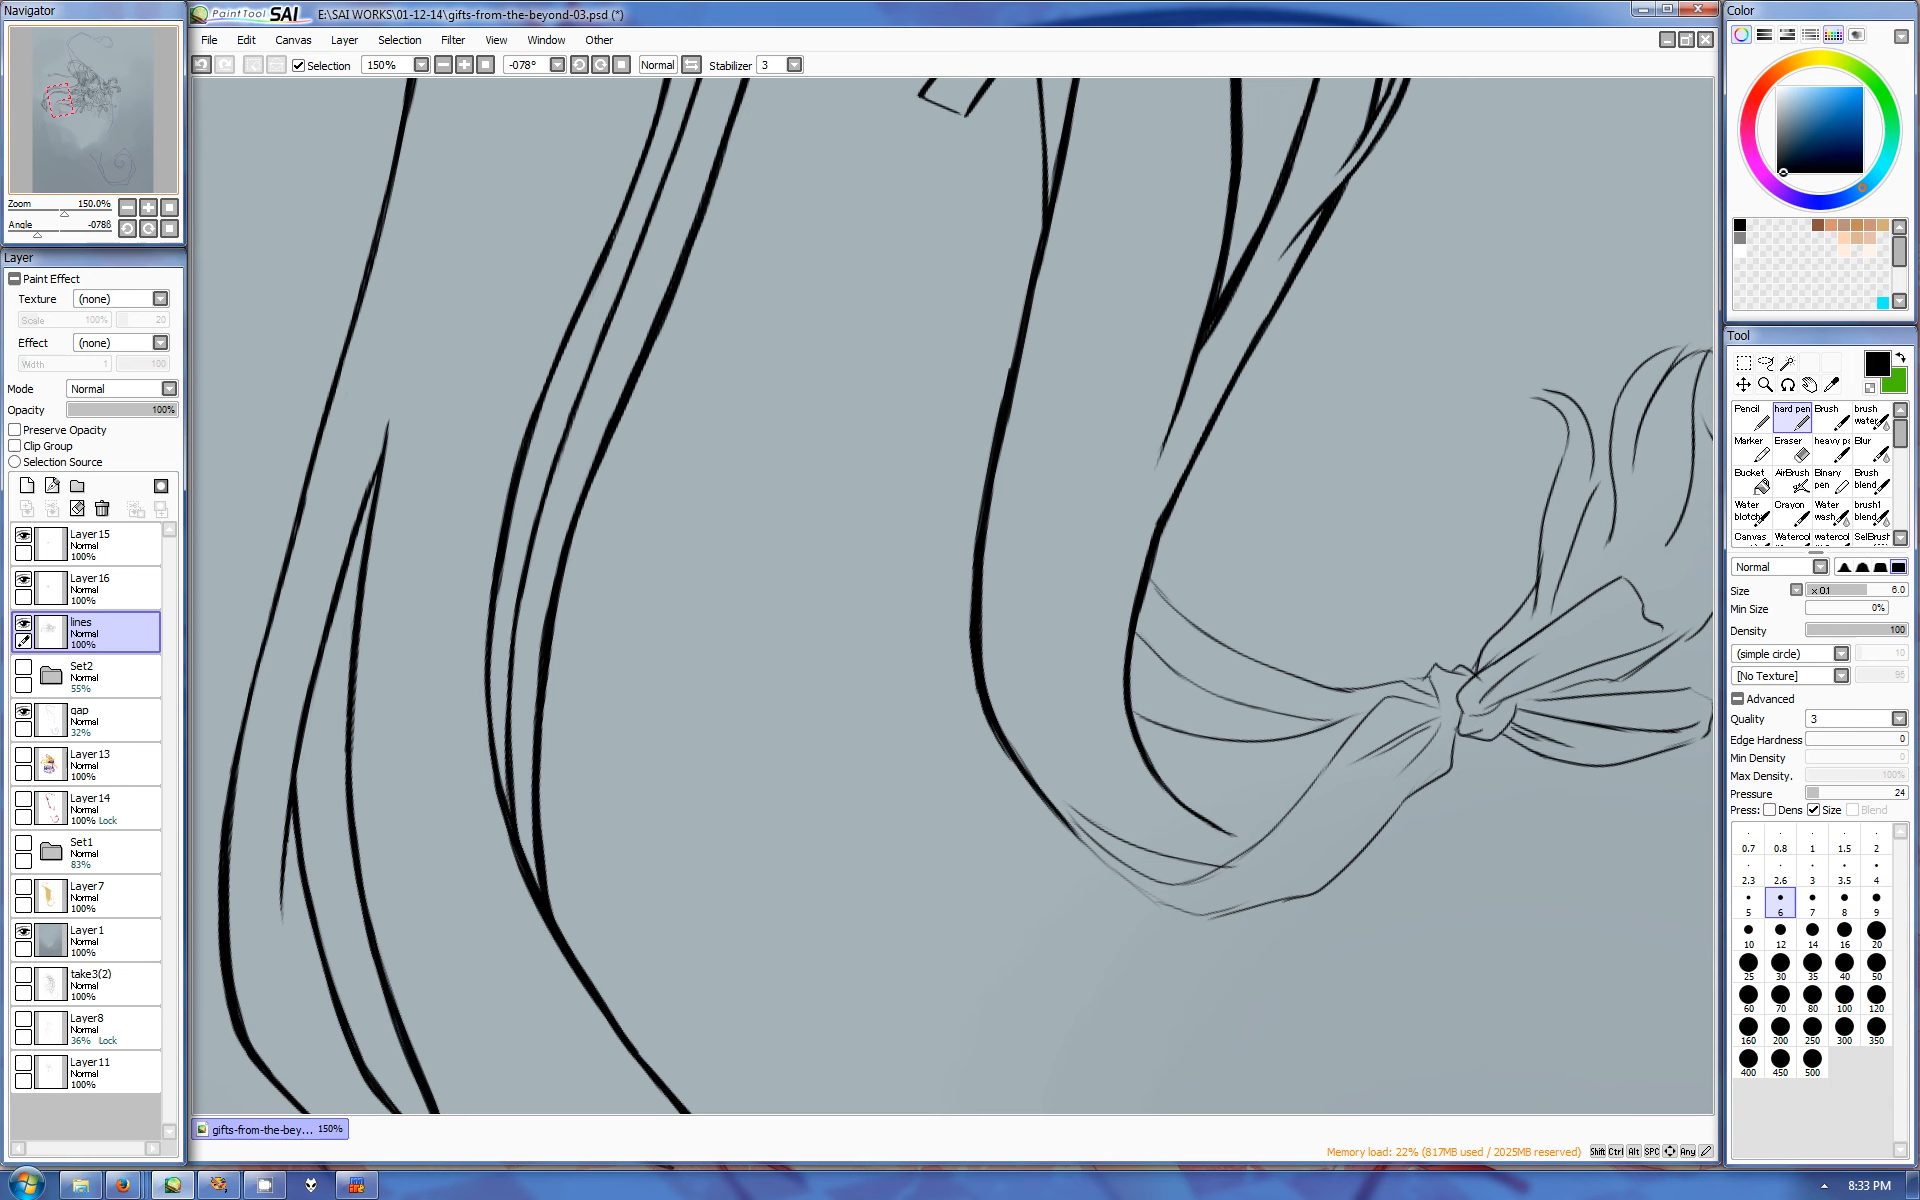 Navigator
PaintTool SAI E:\SAI WORKS\01-12-14\gifts-from-the-beyond-03.psd (*)
Color
File Edit Canvas Layer Selection Filter View Window Other
Selection 150% -078° Normal Stabilizer 3
Zoom 150.0%
Angle
Layer
Paint Effect
Texture (none)
Scale 100% 20
Effect (none)
Width 1 100
Mode Normal
Opacity 100%
Preserve Opacity
Clip Group
Selection Source
Layer15
Normal
100%
Layer16
Normal
100%
lines
Normal
100%
Set2
Normal
55%
gap
Normal
32%
Layer13
Normal
100%
Layer14
Normal
100% Lock
Set1
Normal
83%
Layer7
Normal
100%
Layer1
Normal
100%
take3(2)
Normal
100%
Layer8
Normal
36% Lock
Layer11
Normal
100%
Tool
Pencil hard pen Brush brush water
Marker Eraser heavy Blur
Bucket AirBrush Binary pen Brush blend
Water blotch Crayon Water wash brush1 blend
Canvas Watercol watercol SelBrush
Normal
Size x 0.1 6.0
Min Size 0%
Density 100
(simple circle) 10
[No Texture] 95
Advanced
Quality 3
Edge Hardness 0
Min Density 0
Max Density. 100%
Pressure 24
Press: Dens Size Blend
0.7 0.8 1 1.5 2
2.3 2.6 3 3.5 4
5 6 7 8 9
10 12 14 16 20
25 30 35 40 50
60 70 80 100 120
160 200 250 300 350
400 450 500
gifts-from-the-bey... 150%
Memory load: 22% (817MB used / 2025MB reserved) Shift Ctrl Alt SPC Any
8:33 PM